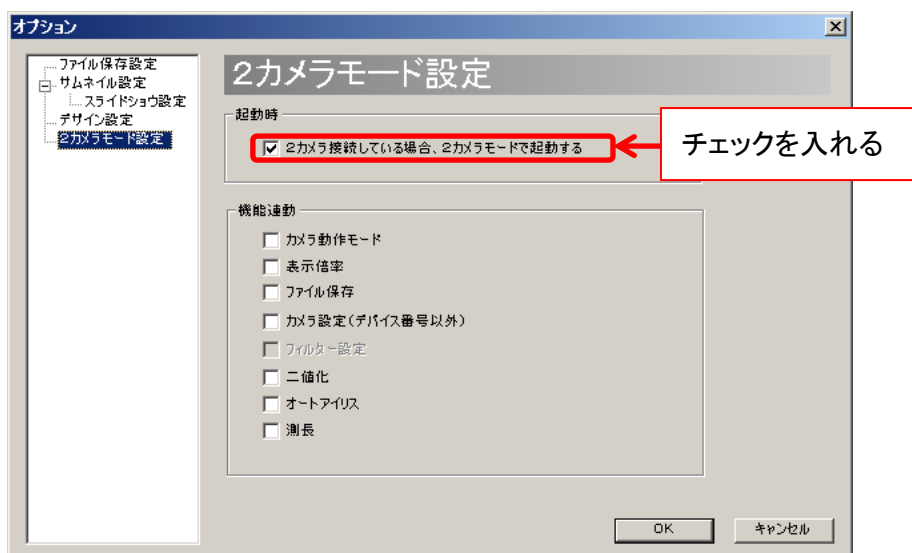 オプション
ファイル保存設定
サムネイル設定
スライドショウ設定
デザイン設定
2カメラモード設定
2カメラモード設定
起動時
2カメラ接続している場合、2カメラモードで起動する
チェックを入れる
機能連動
カメラ動作モード
表示倍率
ファイル保存
カメラ設定(デバイス番号以外)
フィルター設定
二値化
オートアイリス
測長
OK
キャンセル